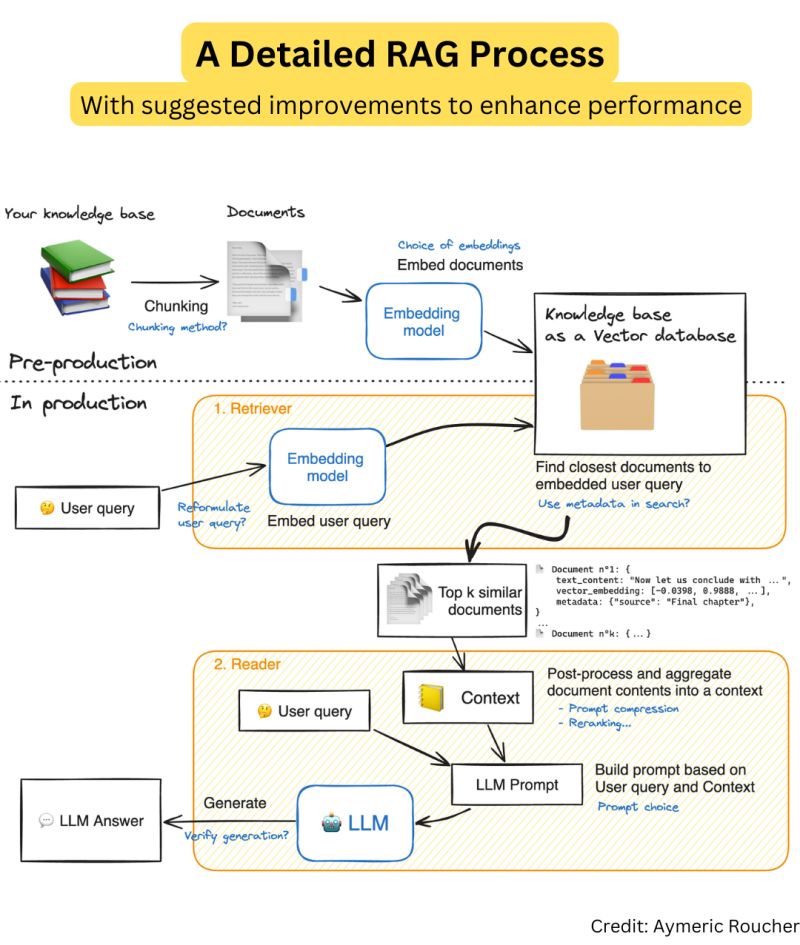 A Detailed RAG Process
With suggested improvements to enhance performance
Your knowledge base
Documents
Chunking
Chunking method?
Choice of embeddings
Embed documents
Embedding
model
Knowledge base
as a Vector database
Pre-production
In production
1. Retriever
Embedding
model
🤔 User query
Reformulate
user query?
Embed user query
Find closest documents to
embedded user query
Use metadata in search?
Top k similar
documents
Document n°1: {
text_content: "Now let us conclude with ...",
vector_embedding: [-0.0398, 0.9888, ...],
metadata: {"source": "Final chapter"},
}
...
Document n°k: {...}
2. Reader
Context
Post-process and aggregate
document contents into a context
- Prompt compression
- Reranking...
🤔 User query
LLM Prompt
Build prompt based on
User query and Context
Prompt choice
LLM
Generate
Verify generation?
LLM Answer
Credit: Aymeric Roucher